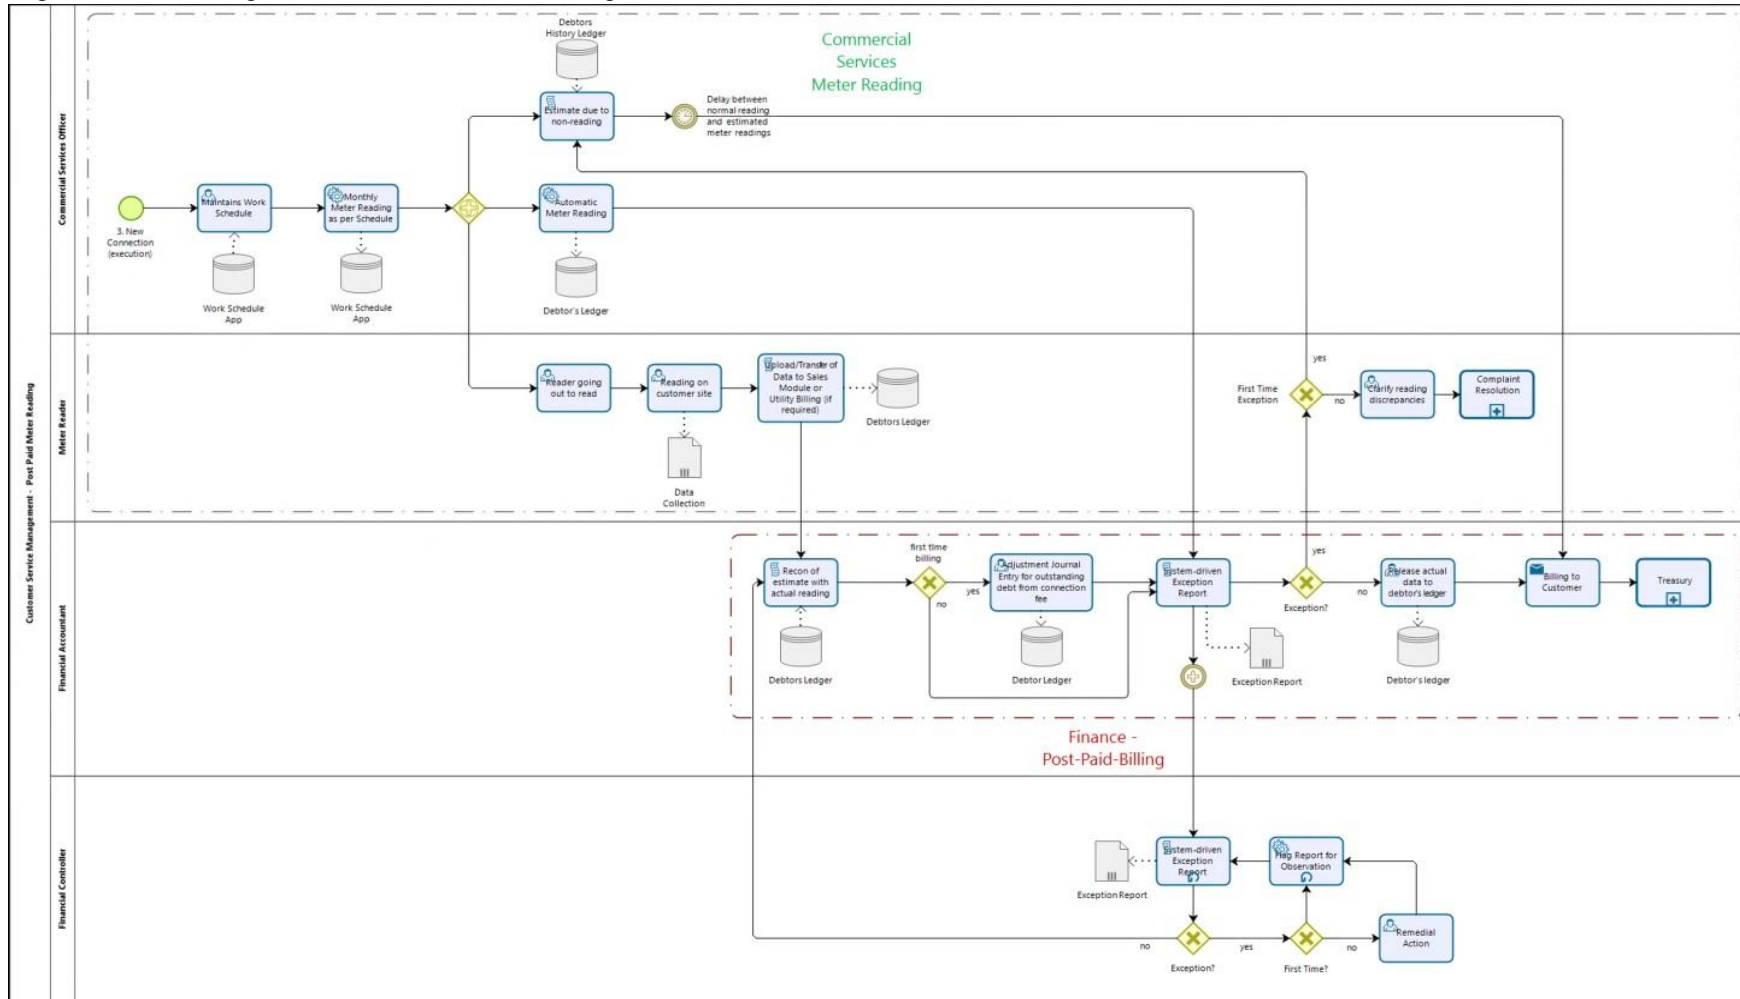 Customer Service Management - Post Paid Meter Reading
Commercial Services Officer
Debtors
History Ledger
Commercial
Services
Meter Reading
Estimate due to
non-reading
Delay between
normal reading
and estimated
meter readings
3. New
Connection
(execution)
Maintains Work
Schedule
Work Schedule
App
Monthly
Meter Reading
as per Schedule
Work Schedule
App
Automatic
Meter Reading
Debtor's Ledger
Meter Reader
Reader going
out to read
Reading on
customer site
Data
Collection
Upload/Transfer of
Data to Sales
Module or
Utility Billing (if
required)
Debtors Ledger
First Time
Exception
yes
no
Clarify reading
discrepancies
Complaint
Resolution
Financial Accountant
Recon of
estimate with
actual reading
Debtors Ledger
first time
billing
yes
no
Adjustment Journal
Entry for outstanding
debt from connection
fee
Debtor Ledger
System-driven
Exception
Report
Exception Report
yes
Exception?
no
Release actual
data to
debtor's ledger
Debtor's ledger
Billing to
Customer
Treasury
Finance -
Post-Paid-Billing
Financial Controller
Exception Report
System-driven
Exception
Report
Flag Report for
Observation
no
Exception?
yes
First Time?
no
Remedial
Action